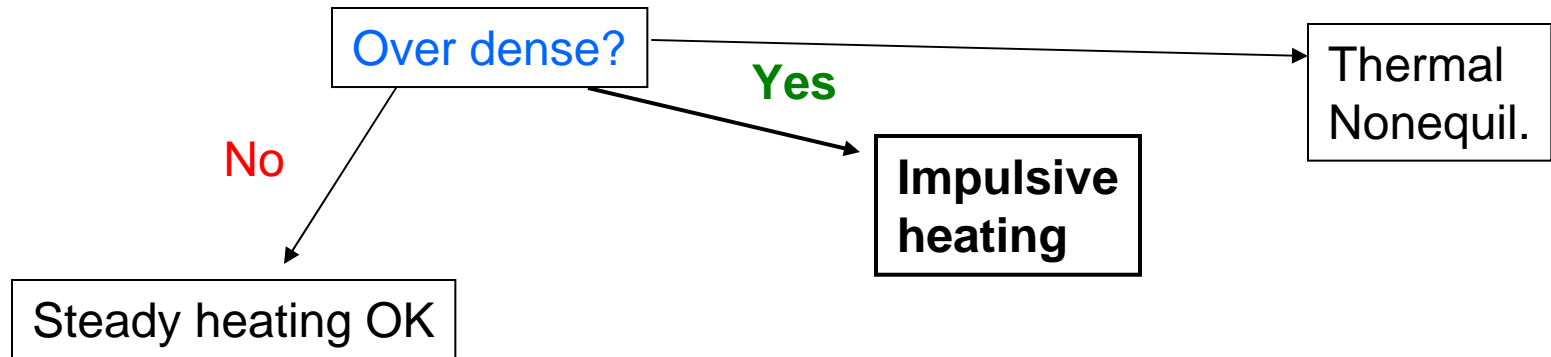 Over dense?
Yes
Thermal
Nonequil.
No
Impulsive
heating
Steady heating OK